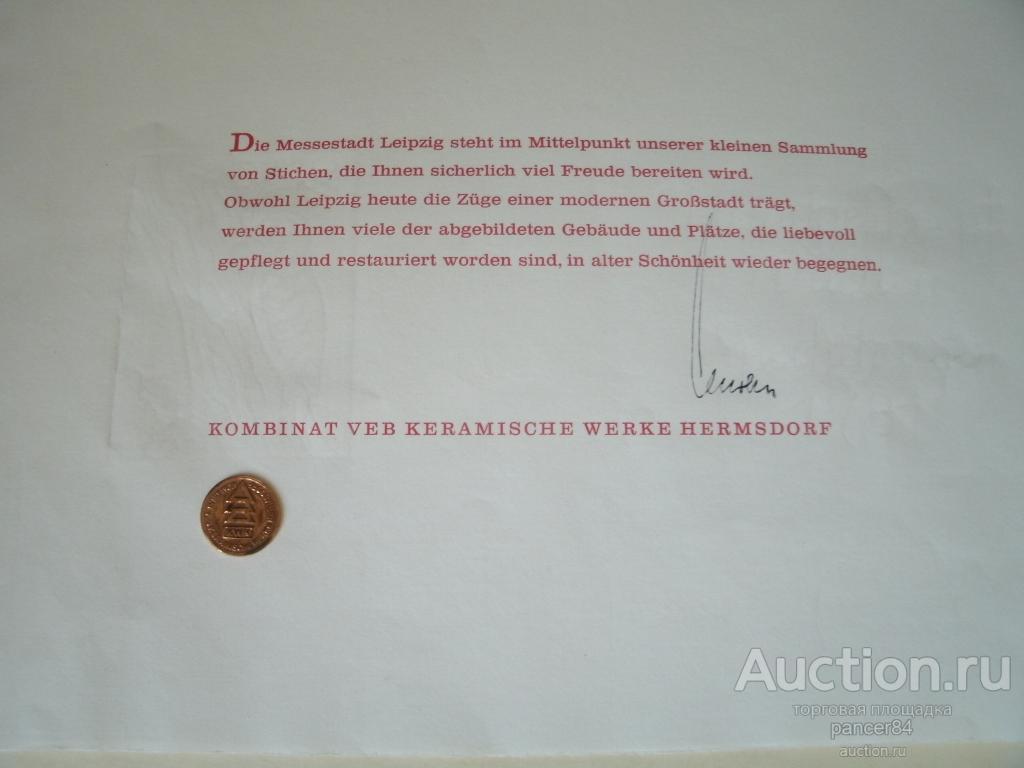 Die Messestadt Leipzig steht im Mittelpunkt unserer kleinen Sammlung
von Stichen, die Ihnen sicherlich viel Freude bereiten wird.
Obwohl Leipzig heute die Züge einer modernen Großstadt trägt,
werden Ihnen viele der abgebildeten Gebäude und Plätze, die liebevoll
gepflegt und restauriert worden sind, in alter Schönheit wieder begegnen.
KOMBINAT VEB KERAMISCHE WERKE HERMSDORF
Auction.ru
торговая площадка
pancer84
auction.ru